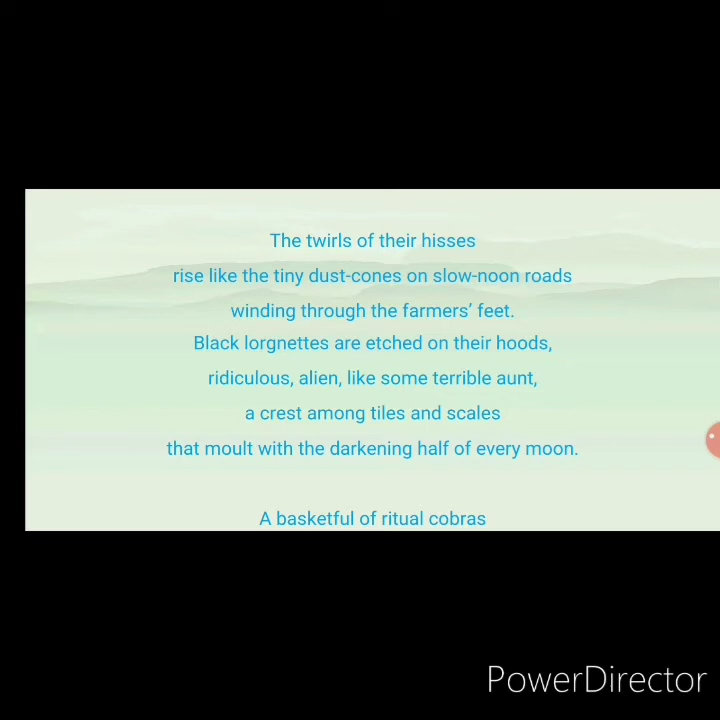 The twirls of their hisses
rise like the tiny dust-cones on slow-noon roads
winding through the farmers’ feet.
Black lorgnettes are etched on their hoods,
ridiculous, alien, like some terrible aunt,
a crest among tiles and scales
that moult with the darkening half of every moon.
A basketful of ritual cobras
PowerDirector